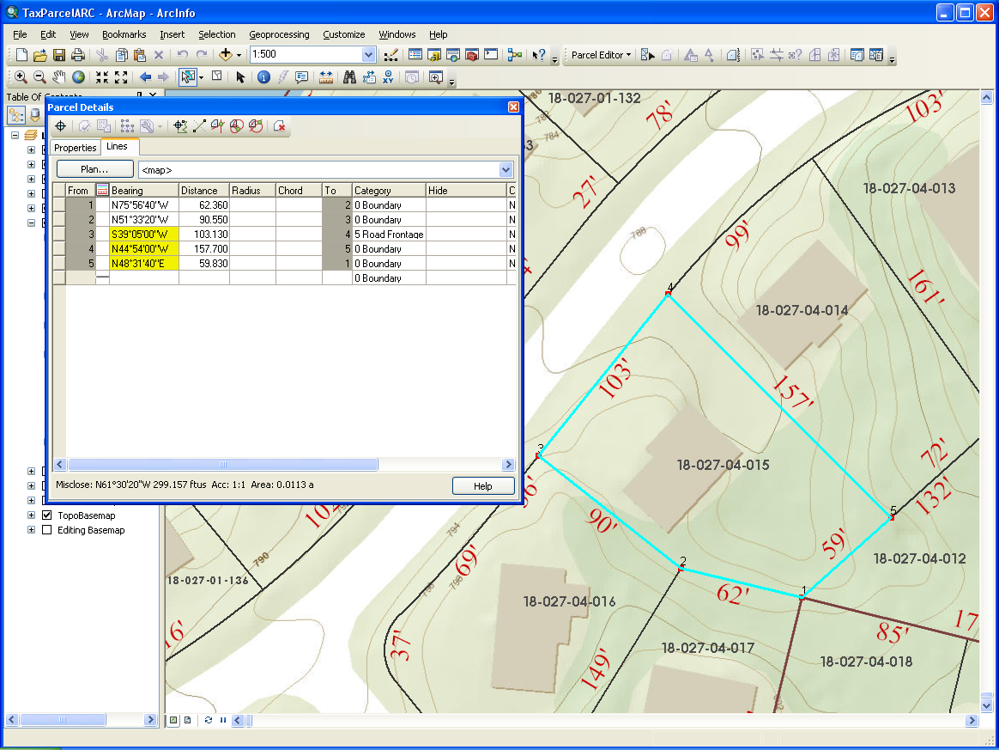 TaxParcelARC - ArcMap - ArcInfo
File Edit View Bookmarks Insert Selection Geoprocessing Customize Windows Help
1:500 Parcel Editor
Table Of Contents
Parcel Details
Properties Lines
Plan... <map>
From Bearing Distance Radius Chord To Category Hide C
1 N75°56'40"W 62.360 2 0 Boundary N
2 N51°33'20"W 90.550 3 0 Boundary N
3 S39°05'00"W 103.130 4 5 Road Frontage N
4 N44°54'00"W 157.700 5 0 Boundary N
5 N48°31'40"E 59.830 1 0 Boundary N
0 Boundary
Misclose: N61°30'20"W 299.157 ftus Acc: 1:1 Area: 0.0113 a
Help
TopoBasemap
Editing Basemap
18-027-01-132
78'
103'
784
27'
18-027-04-013
788
99'
161'
4
18-027-04-014
103'
157'
3
18-027-04-015
72'
132'
90'
5
102'
59'
794
2
18-027-04-012
790
69'
798
796
1
62'
18-027-01-136
18-027-04-016
16'
37'
85'
17
149'
18-027-04-017
18-027-04-018